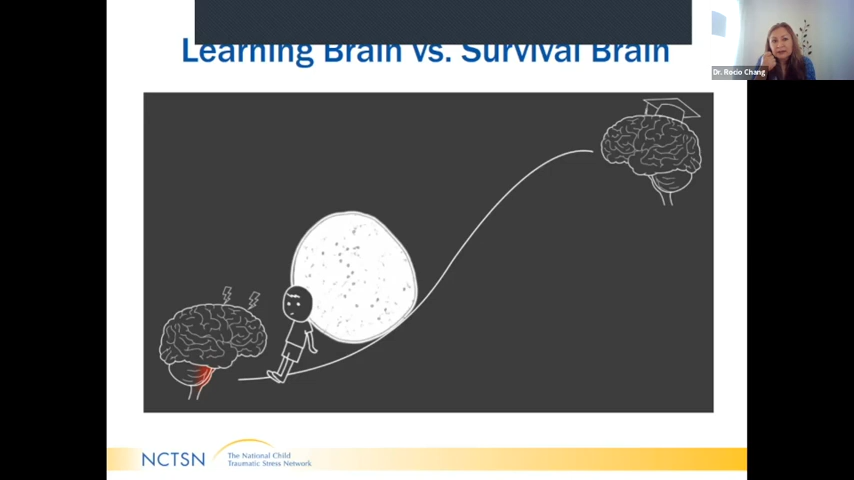 Learning Brain vs. Survival Brain
Dr. Rocio Chang
NCTSN
The National Child
Traumatic Stress Network